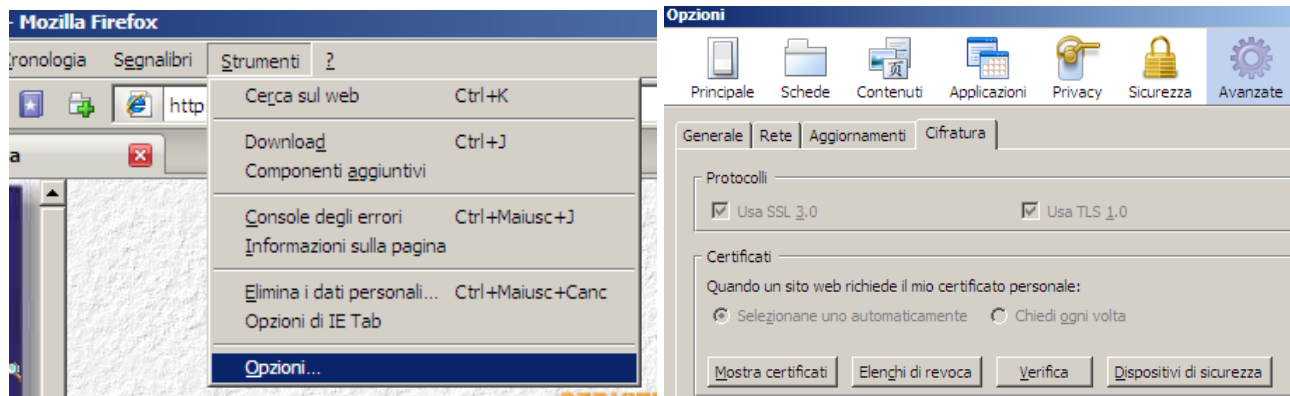 - Mozilla Firefox
ronologia Segnalibri Strumenti ?
http
a
Cerca sul web Ctrl+K
Download Ctrl+J
Componenti aggiuntivi
Console degli errori Ctrl+Maiusc+J
Informazioni sulla pagina
Elimina i dati personali... Ctrl+Maiusc+Canc
Opzioni di IE Tab
Opzioni...
Opzioni
页
Principale Schede Contenuti Applicazioni Privacy Sicurezza Avanzate
Generale Rete Aggiornamenti Cifratura
Protocolli
Usa SSL 3.0 Usa TLS 1.0
Certificati
Quando un sito web richiede il mio certificato personale:
Selezionane uno automaticamente Chiedi ogni volta
Mostra certificati Elenghi di revoca Verifica Dispositivi di sicurezza